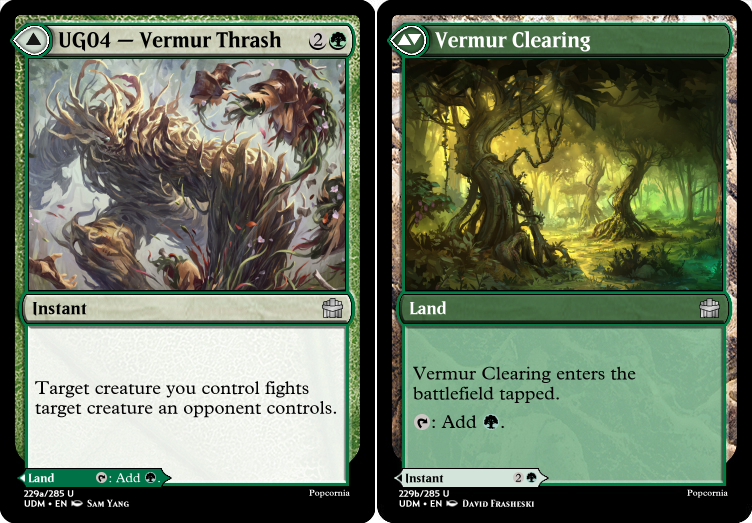 UG04 — Vermur Thrash 2
Instant
Target creature you control fights
target creature an opponent controls.
Land : Add .
229a/285 U Popcornia
UDM • EN Sam Yang
Vermur Clearing
Land
Vermur Clearing enters the
battlefield tapped.
: Add .
Instant 2
229b/285 U Popcornia
UDM • EN David Frasheski